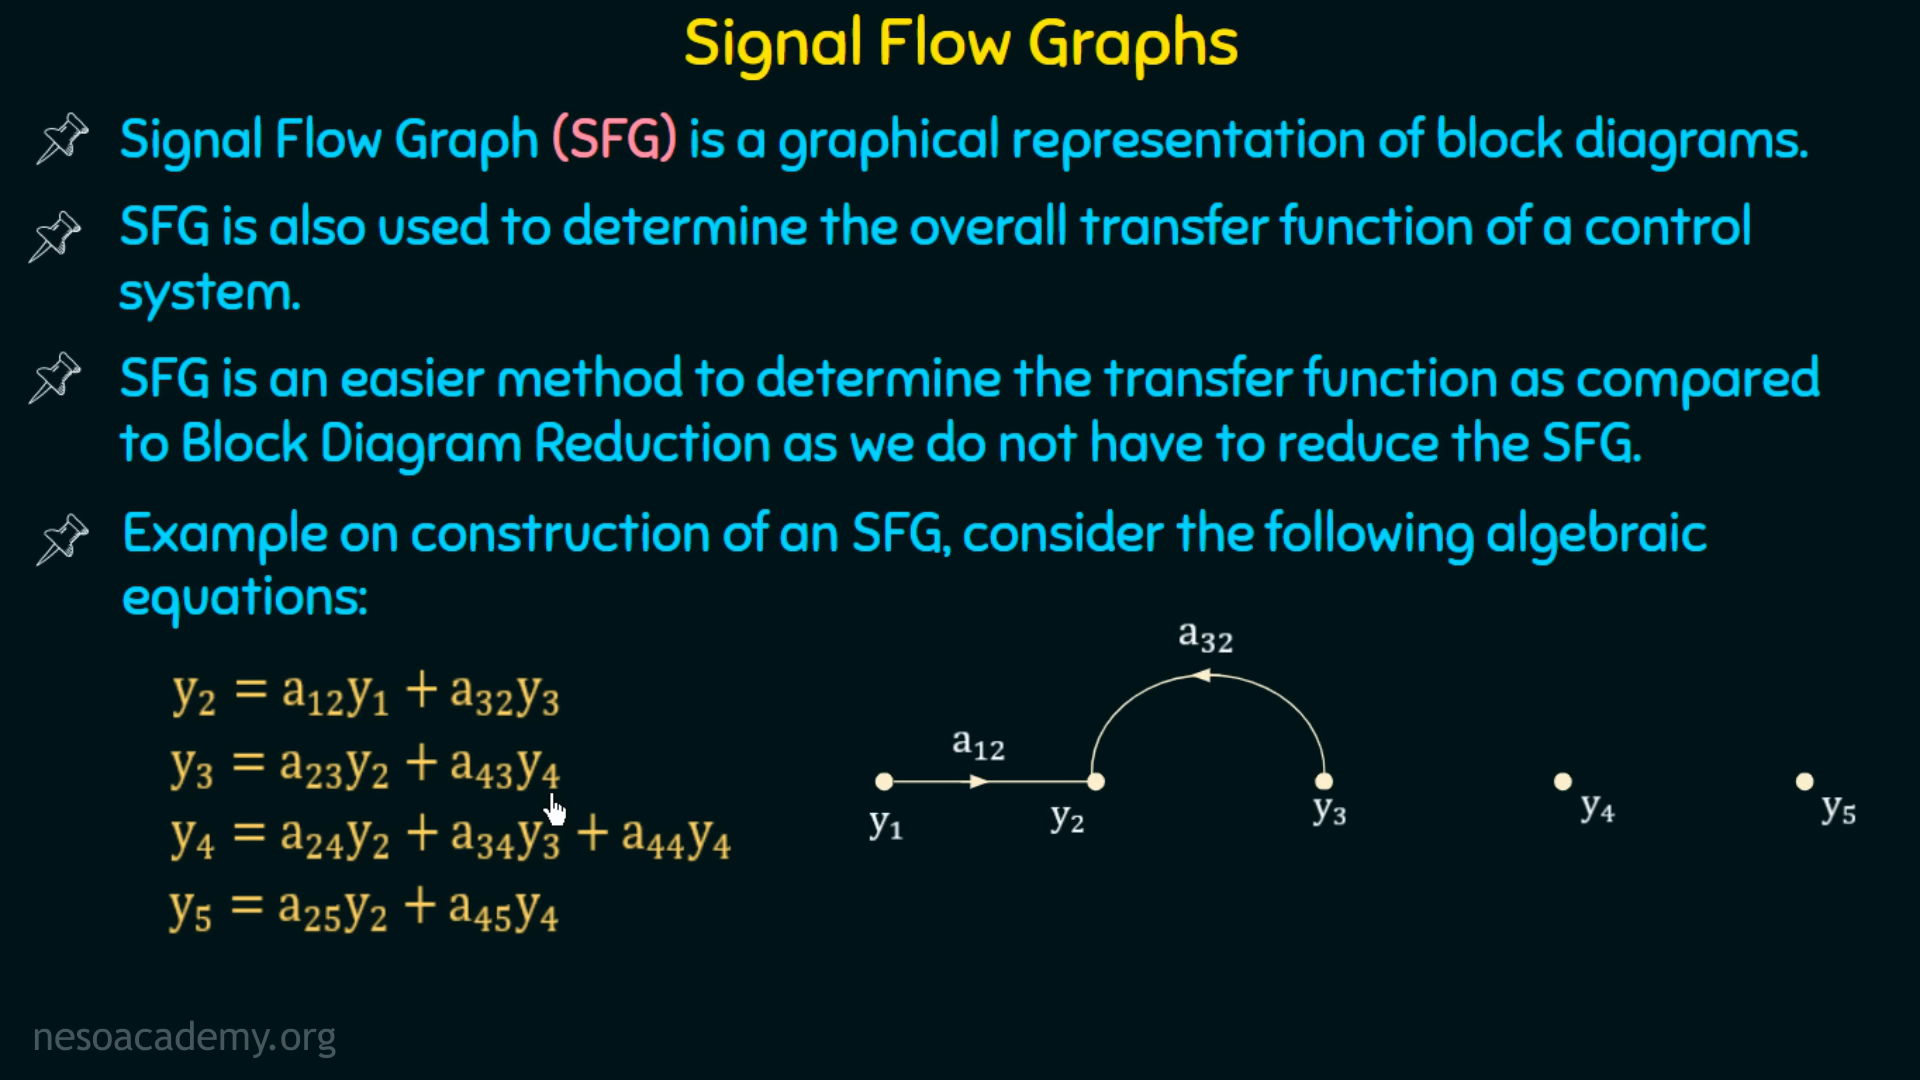 Signal Flow Graphs
Signal Flow Graph (SFG) is a graphical representation of block diagrams.
SFG is also used to determine the overall transfer function of a control
system.
SFG is an easier method to determine the transfer function as compared
to Block Diagram Reduction as we do not have to reduce the SFG.
Example on construction of an SFG, consider the following algebraic
equations:
y₂ = a₁₂y₁ + a₃₂y₃
y₃ = a₂₃y₂ + a₄₃y₄
y₄ = a₂₄y₂ + a₃₄y₃ + a₄₄y₄
y₅ = a₂₅y₂ + a₄₅y₄
a₃₂
a₁₂
y₁ y₂ y₃ y₄ y₅
nesoacademy.org